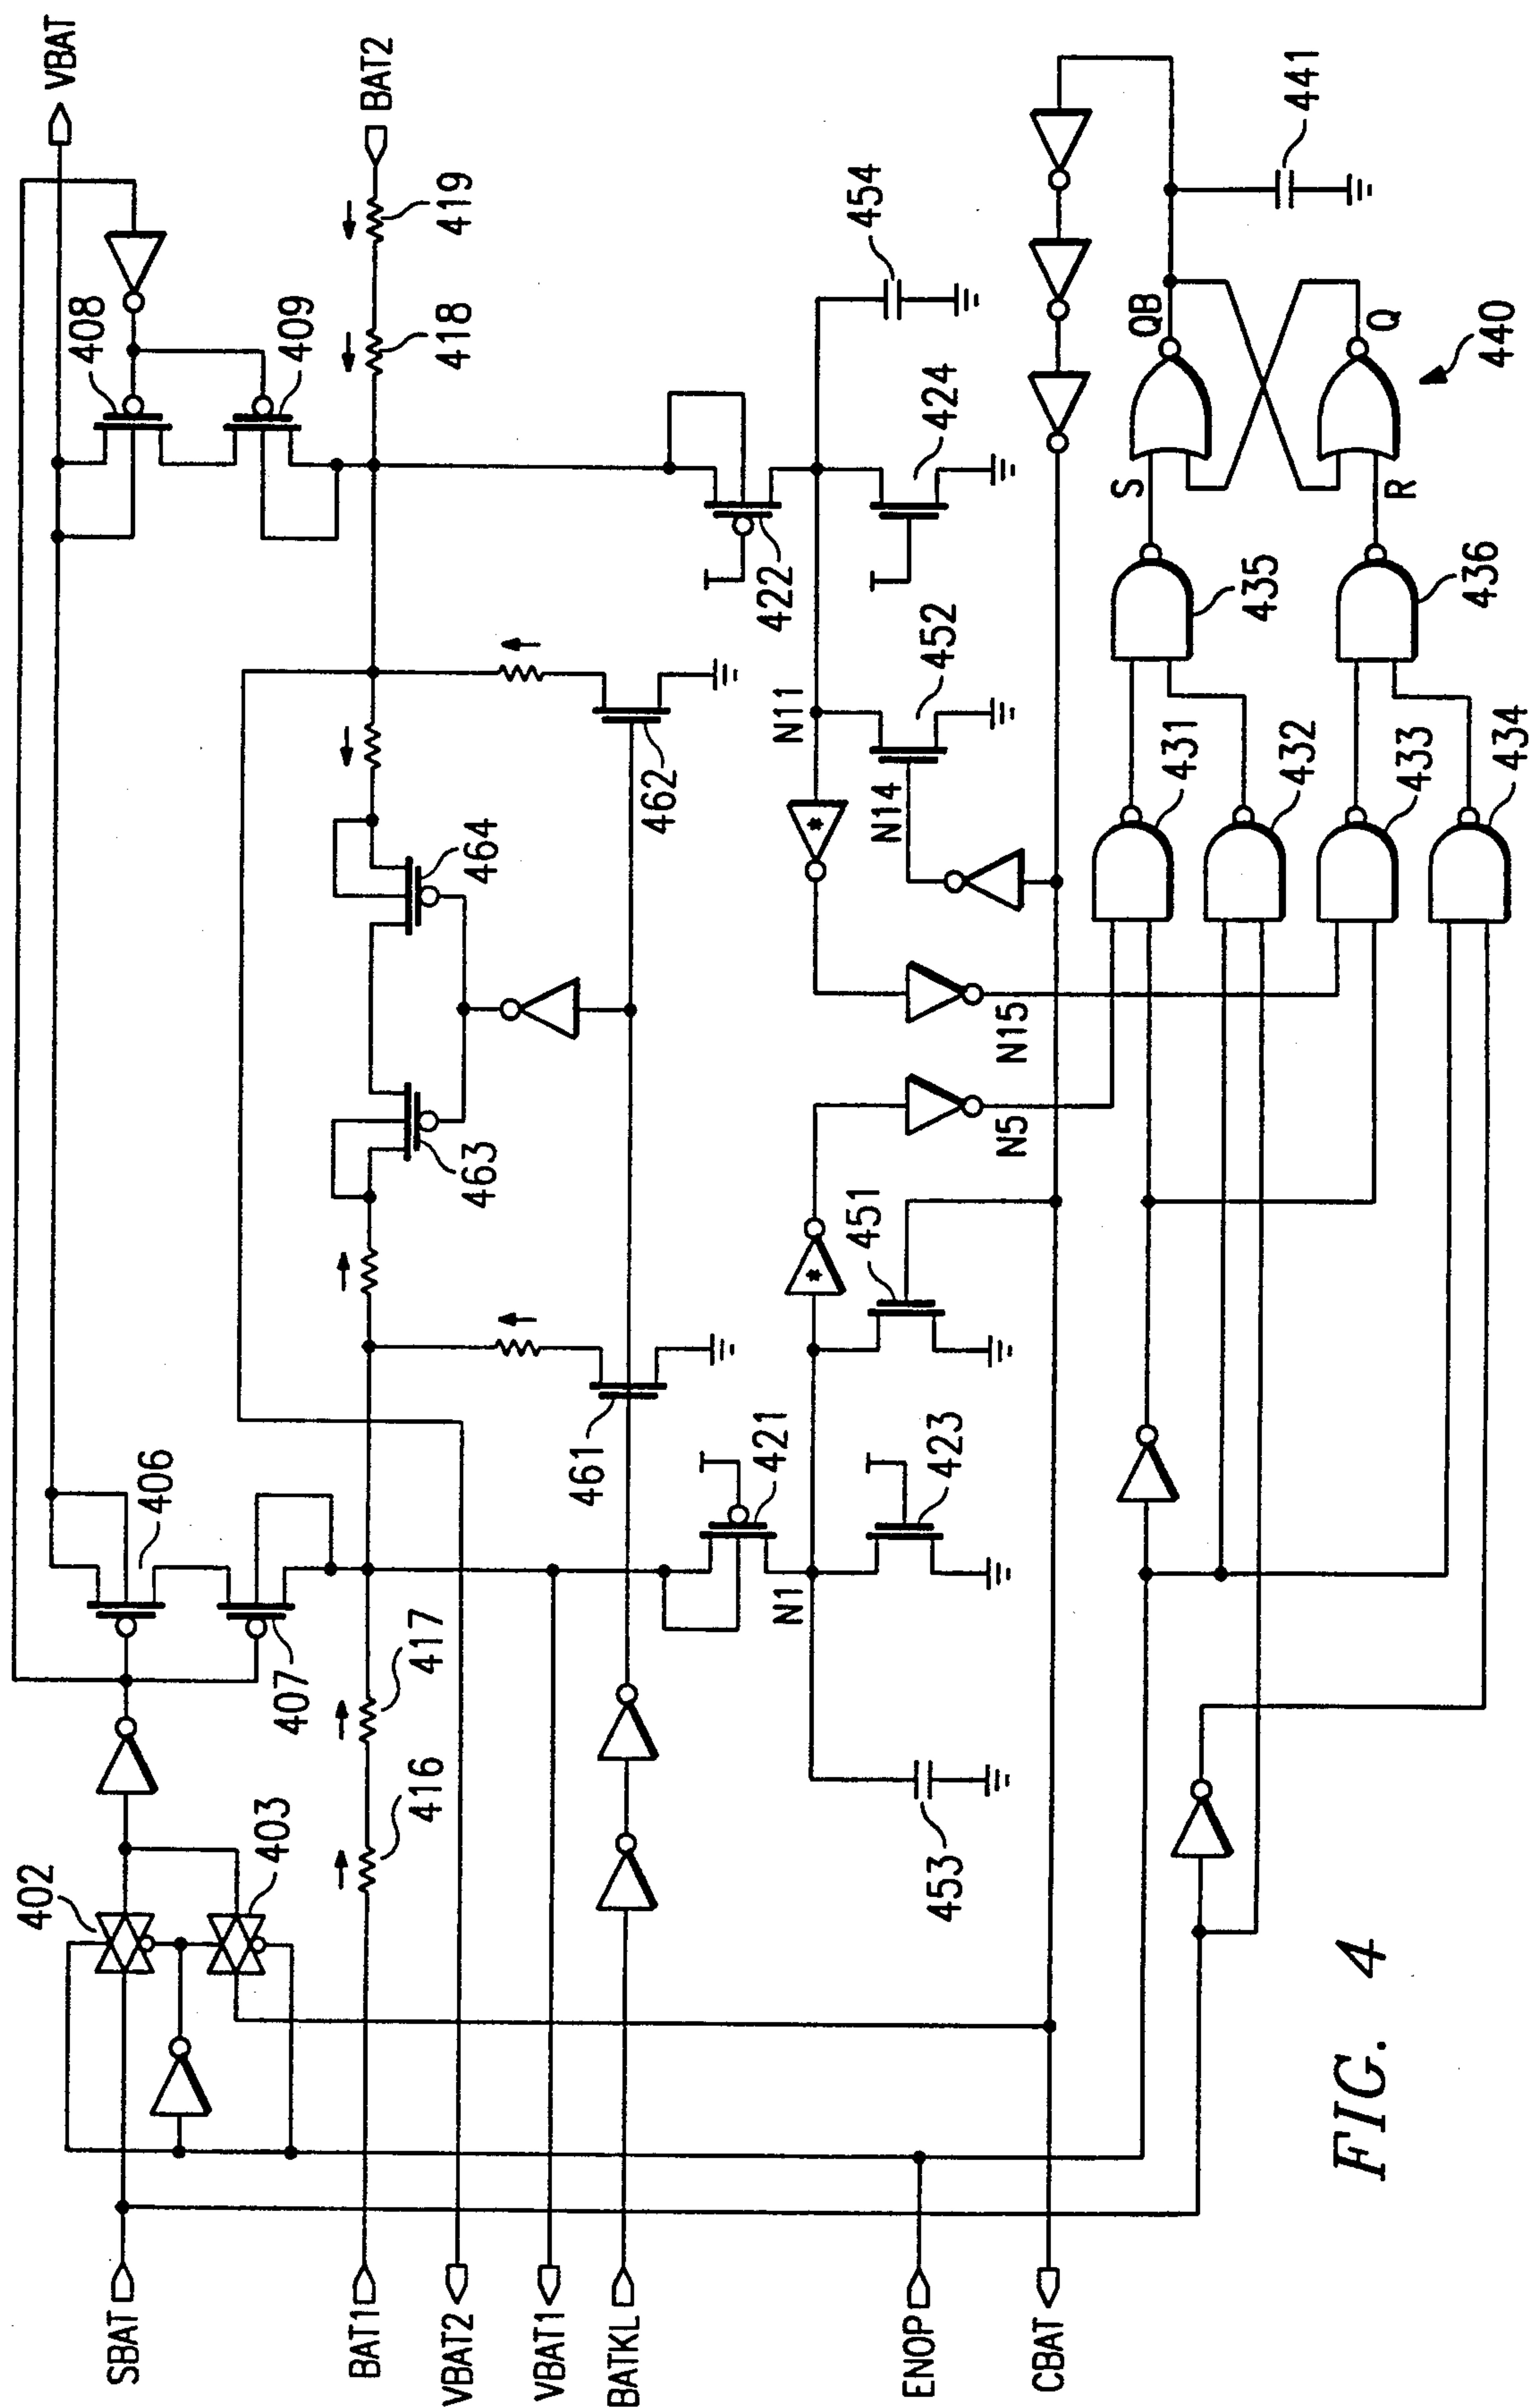 VBAT
BAT2
408
409
419
418
406
407
402
403
417
416
464
463
462
461
422
424
454
452
N11
N14
421
423
N1
451
453
N15
N5
SBAT
BAT1
VBAT2
VBAT1
BATKL
ENOP
CBAT
*
*
441
QB
Q
440
S
R
435
436
431
432
433
434
FIG. 4